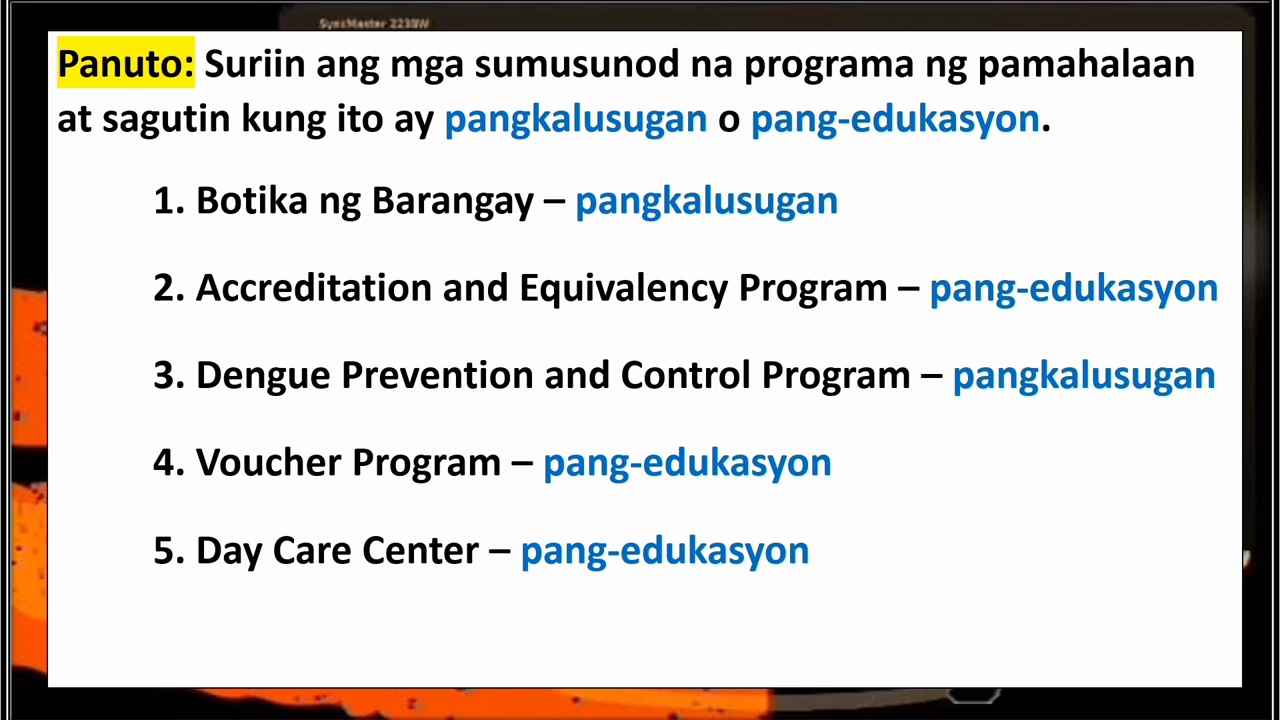 SyncMaster 2233SW
Panuto: Suriin ang mga sumusunod na programa ng pamahalaan
at sagutin kung ito ay pangkalusugan o pang-edukasyon.
1. Botika ng Barangay – pangkalusugan
2. Accreditation and Equivalency Program – pang-edukasyon
3. Dengue Prevention and Control Program – pangkalusugan
4. Voucher Program – pang-edukasyon
5. Day Care Center – pang-edukasyon